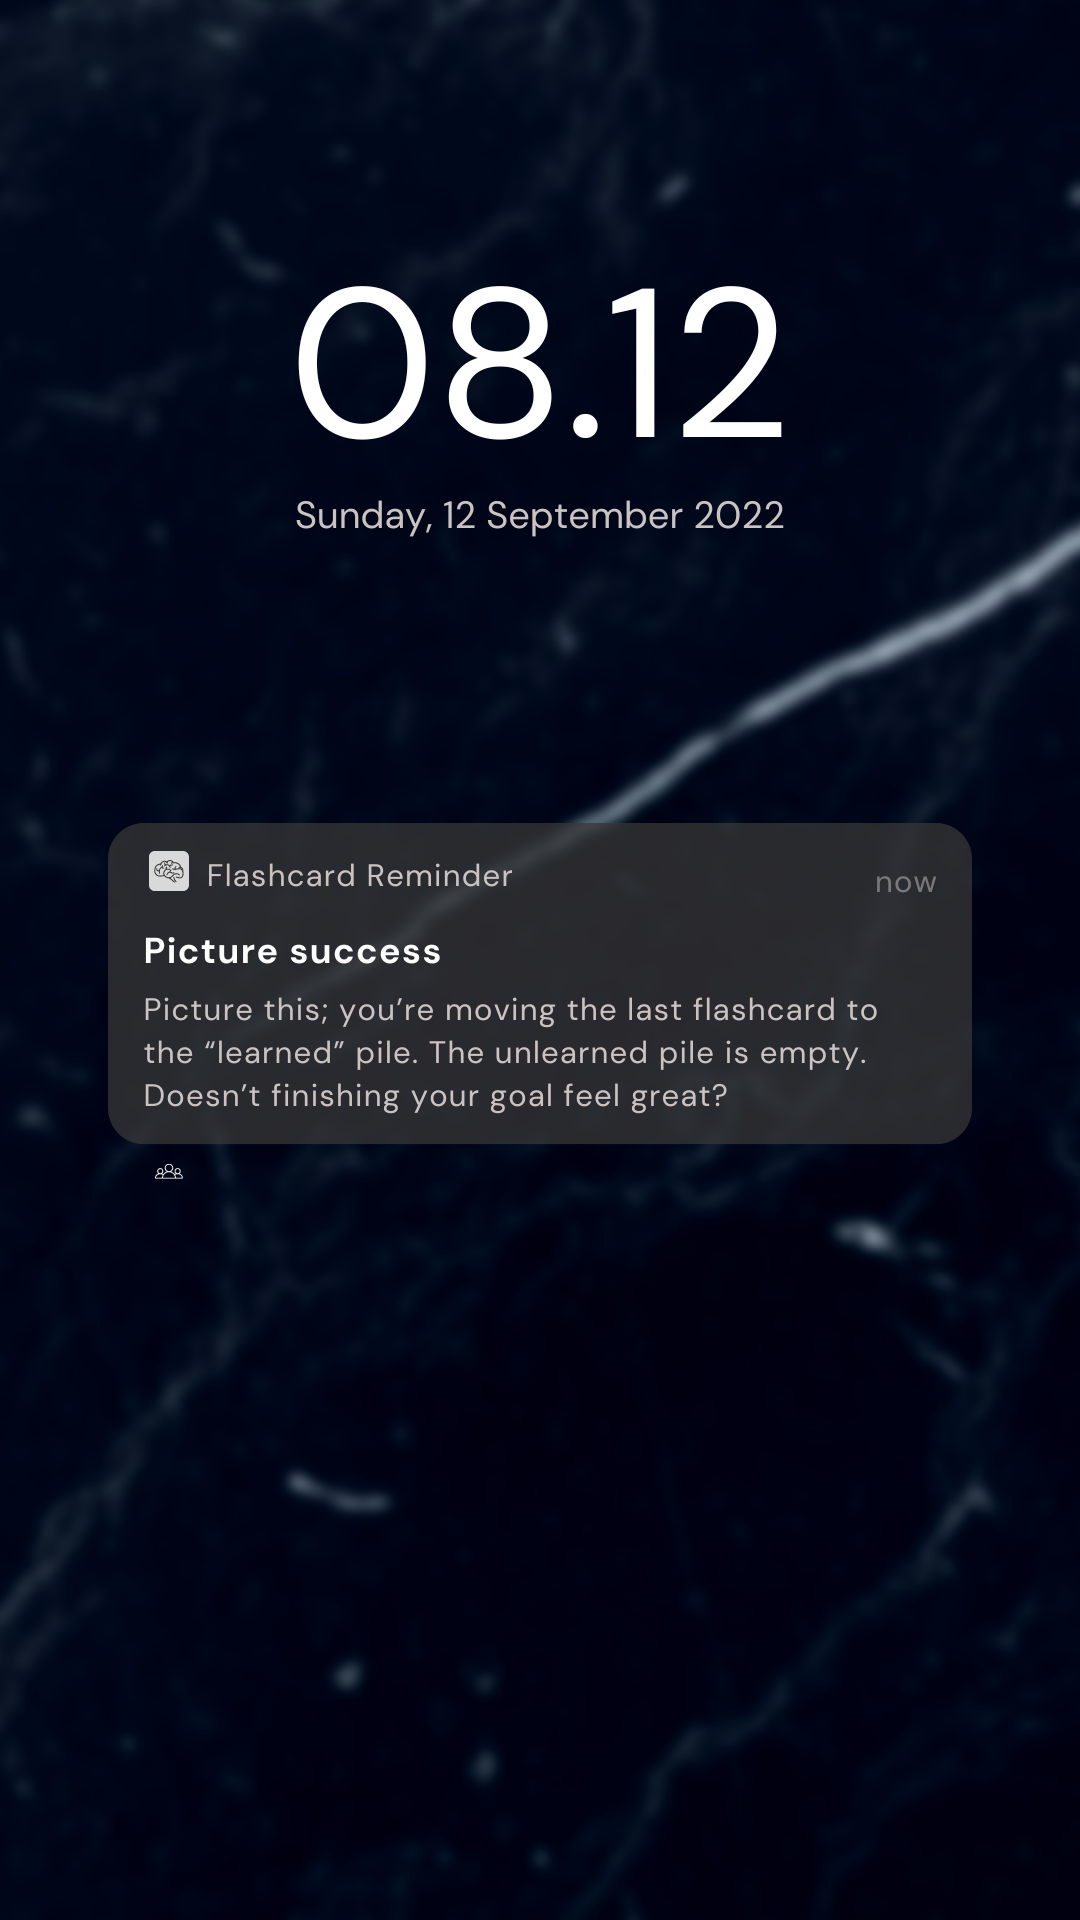 08.12
Sunday, 12 September 2022
Flashcard Reminder
now
Picture success
Picture this; you’re moving the last flashcard to
the “learned” pile. The unlearned pile is empty.
Doesn’t finishing your goal feel great?